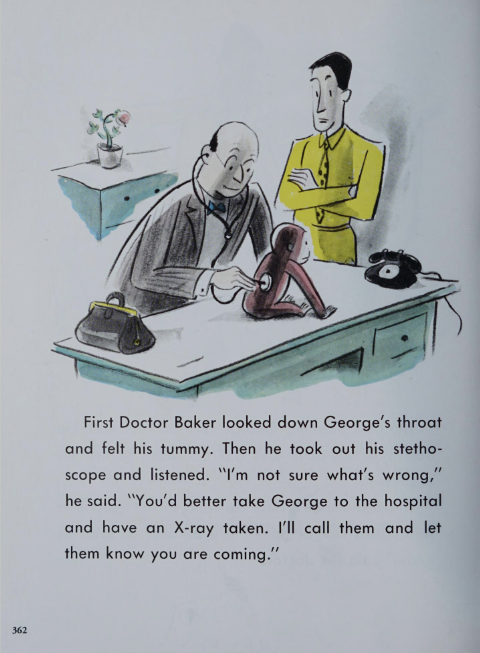 First Doctor Baker looked down George's throat
and felt his tummy. Then he took out his stetho-
scope and listened. "I'm not sure what's wrong,"
he said. "You'd better take George to the hospital
and have an X-ray taken. I'll call them and let
them know you are coming."
362